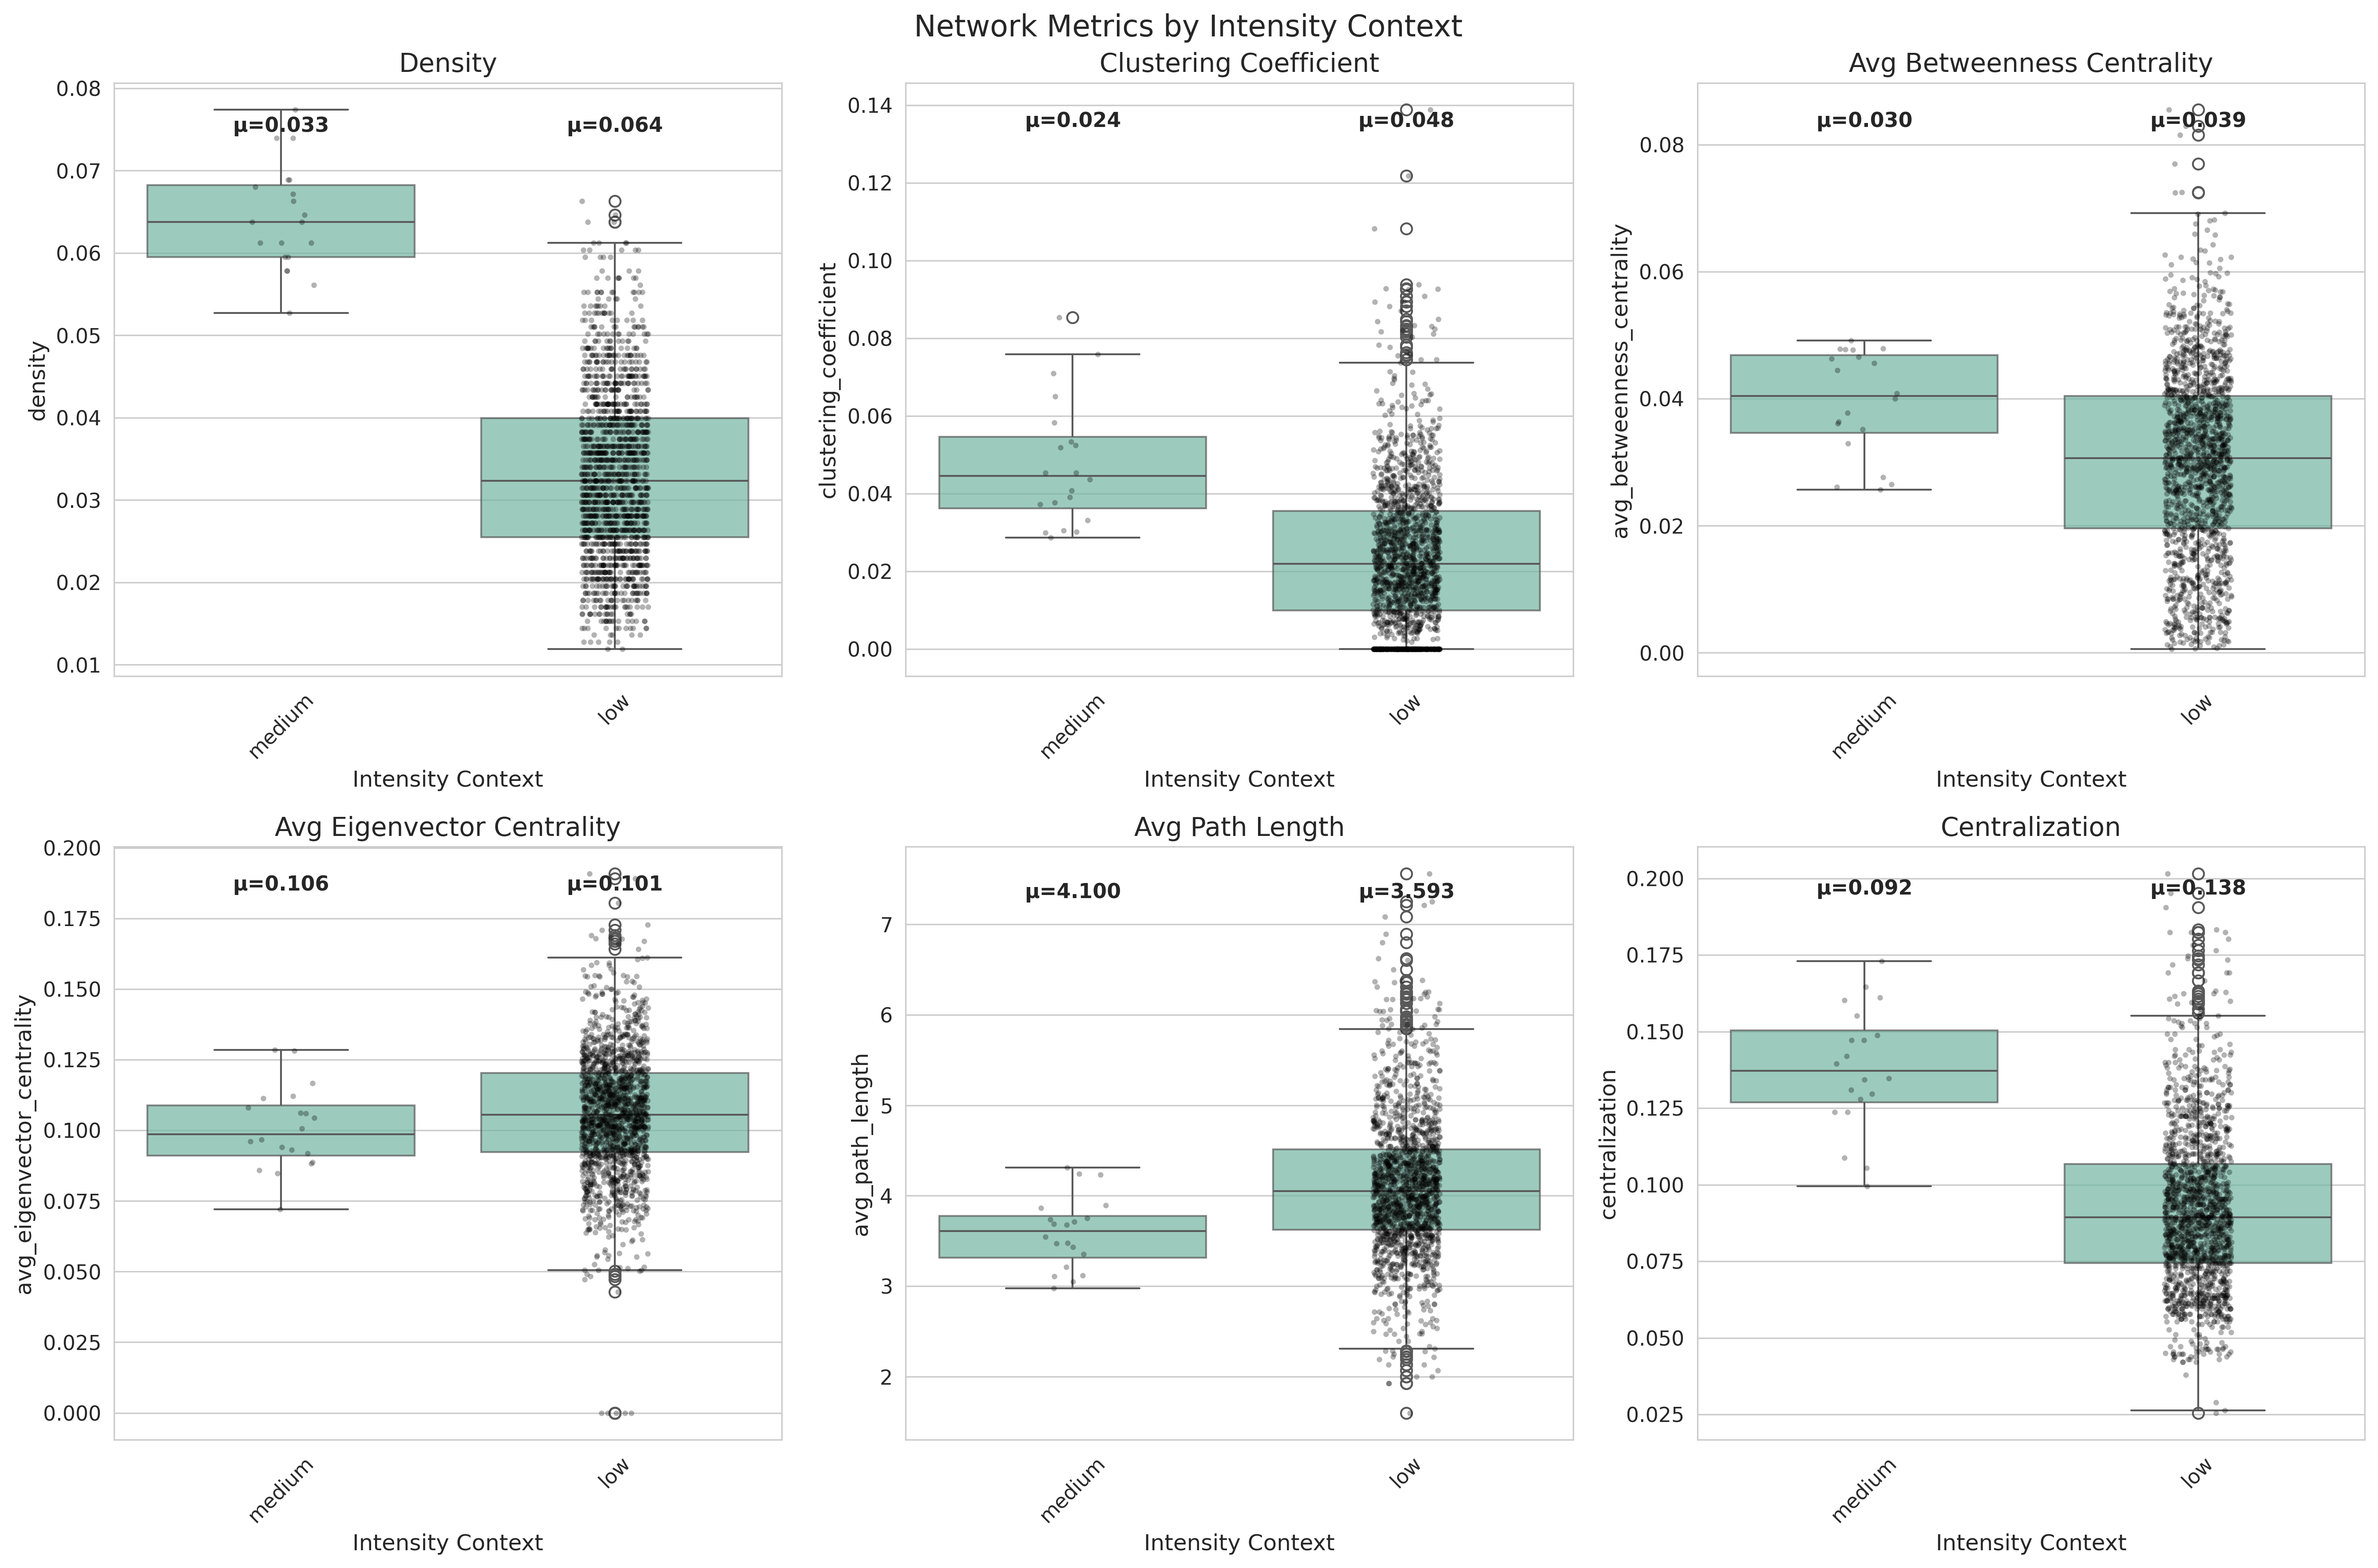 Network Metrics by Intensity Context
Density
μ=0.033
μ=0.064
0.08
0.07
0.06
0.05
0.04
0.03
0.02
0.01
density
medium
low
Intensity Context
Clustering Coefficient
μ=0.024
μ=0.048
0.14
0.12
0.10
0.08
0.06
0.04
0.02
0.00
clustering_coefficient
medium
low
Intensity Context
Avg Betweenness Centrality
μ=0.030
μ=0.039
0.08
0.06
0.04
0.02
0.00
avg_betweenness_centrality
medium
low
Intensity Context
Avg Eigenvector Centrality
μ=0.106
μ=0.101
0.200
0.175
0.150
0.125
0.100
0.075
0.050
0.025
0.000
avg_eigenvector_centrality
medium
low
Intensity Context
Avg Path Length
μ=4.100
μ=3.593
7
6
5
4
3
2
avg_path_length
medium
low
Intensity Context
Centralization
μ=0.092
μ=0.138
0.200
0.175
0.150
0.125
0.100
0.075
0.050
0.025
centralization
medium
low
Intensity Context